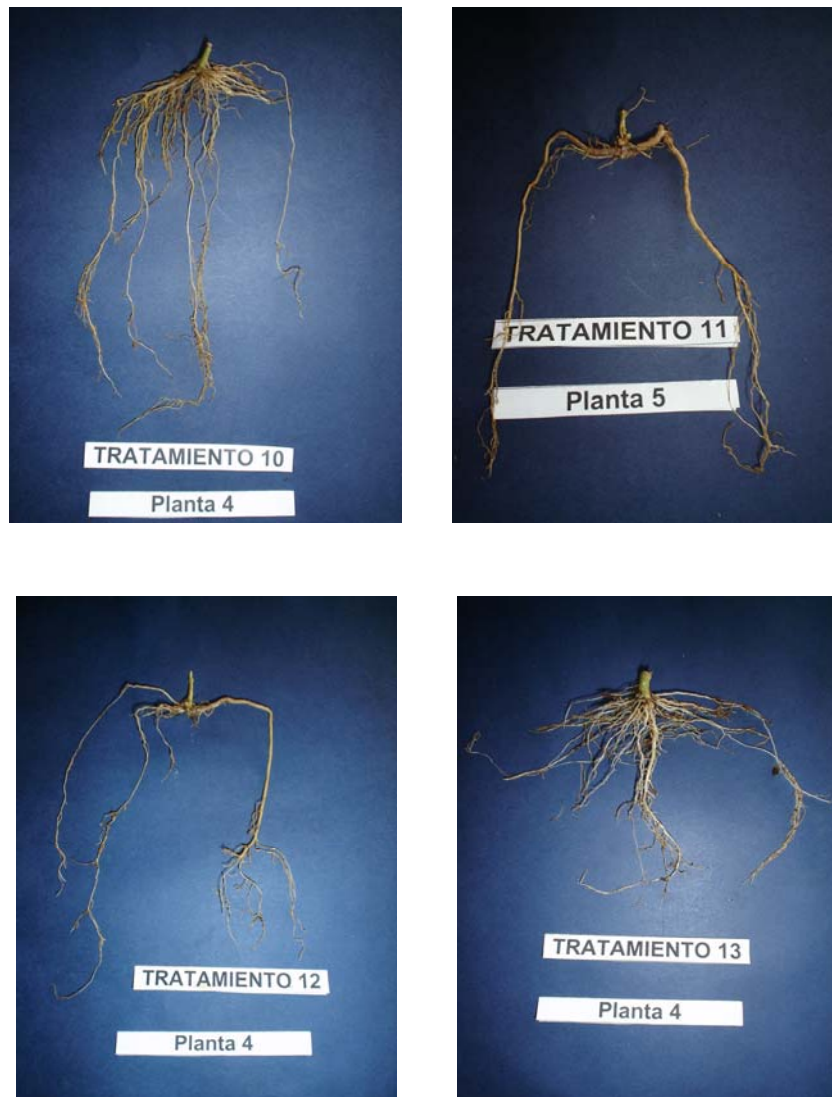 TRATAMIENTO 10
Planta 4
TRATAMIENTO 11
Planta 5
TRATAMIENTO 12
Planta 4
TRATAMIENTO 13
Planta 4